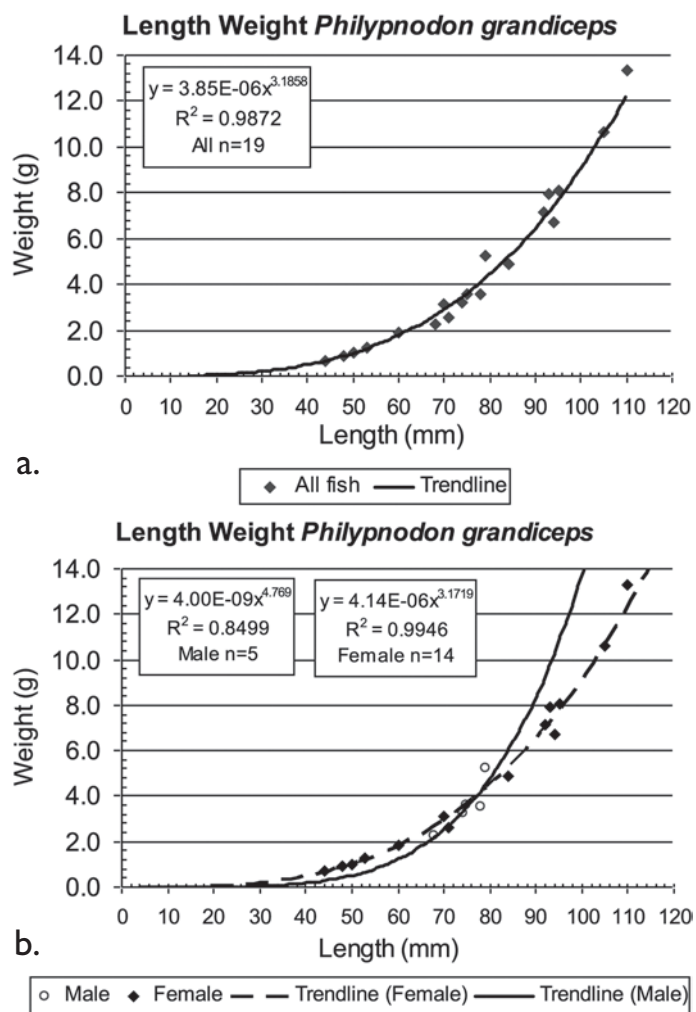 Length Weight Philypnodon grandiceps
y = 3.85E-06x^3.1858
R² = 0.9872
All n=19
Weight (g)
14.0
12.0
10.0
8.0
6.0
4.0
2.0
0.0
0 10 20 30 40 50 60 70 80 90 100 110 120
Length (mm)
a.
All fish Trendline
Length Weight Philypnodon grandiceps
y = 4.00E-09x^4.769
R² = 0.8499
Male n=5
y = 4.14E-06x^3.1719
R² = 0.9946
Female n=14
Weight (g)
14.0
12.0
10.0
8.0
6.0
4.0
2.0
0.0
0 10 20 30 40 50 60 70 80 90 100 110 120
Length (mm)
b.
Male Female Trendline (Female) Trendline (Male)